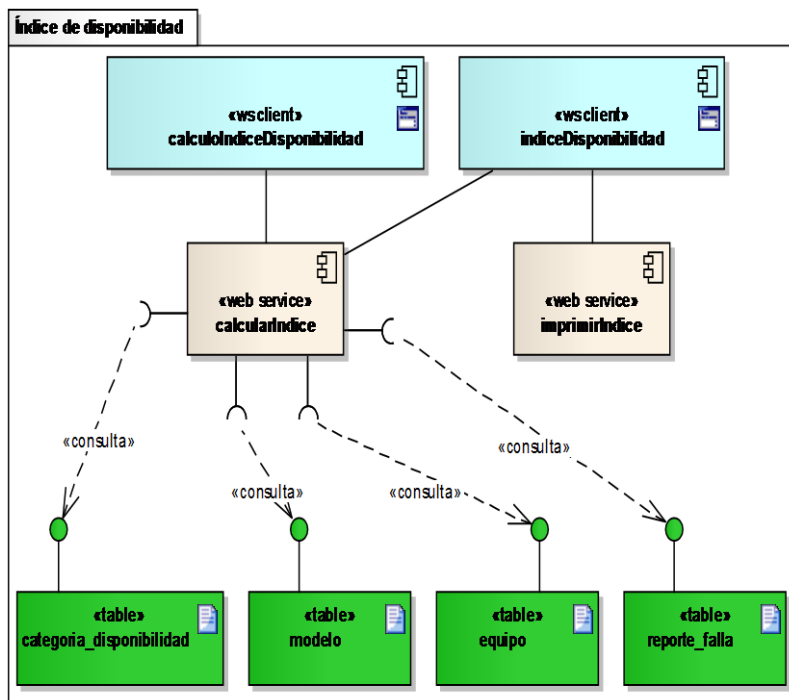 Índice de disponibilidad
«wsclient»
calculoIndiceDisponibilidad
«wsclient»
indiceDisponibilidad
«web service»
calcularIndice
«web service»
imprimirIndice
«consulta»
«consulta»
«consulta»
«consulta»
«table»
categoria_disponibilidad
«table»
modelo
«table»
equipo
«table»
reporte_falla